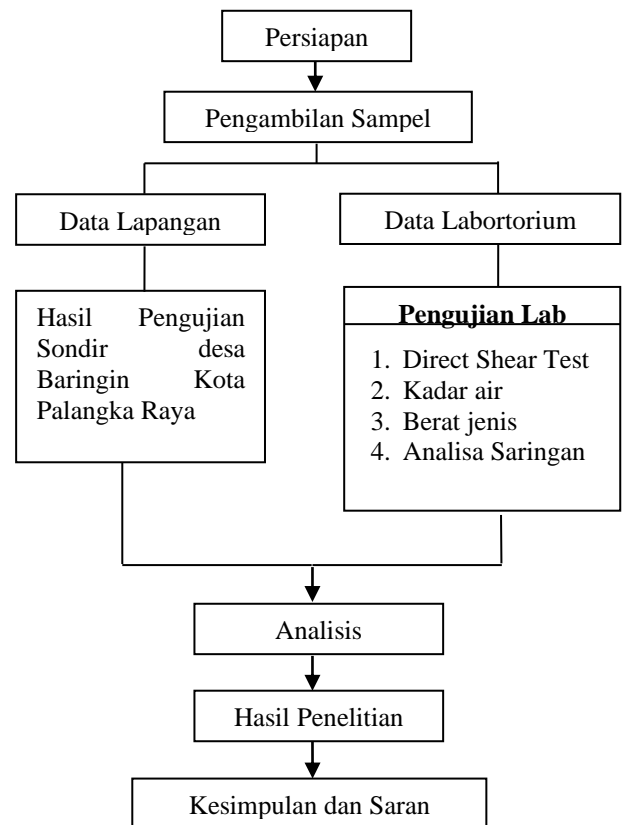 Persiapan
Pengambilan Sampel
Data Lapangan
Data Labortorium
Hasil Pengujian
Sondir desa
Baringin Kota
Palangka Raya
Pengujian Lab
1. Direct Shear Test
2. Kadar air
3. Berat jenis
4. Analisa Saringan
Analisis
Hasil Penelitian
Kesimpulan dan Saran